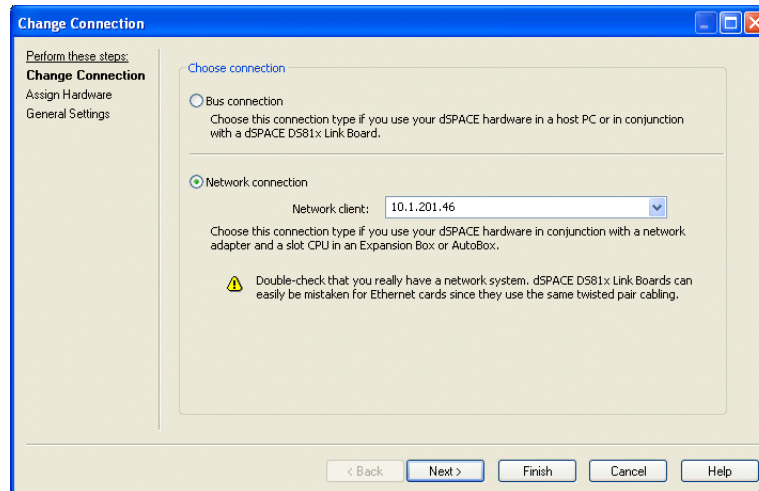 Change Connection
Perform these steps:
Change Connection
Assign Hardware
General Settings
Choose connection
Bus connection
Choose this connection type if you use your dSPACE hardware in a host PC or in conjunction
with a dSPACE DS81x Link Board.
Network connection
Network client: 10.1.201.46
Choose this connection type if you use your dSPACE hardware in conjunction with a network
adapter and a slot CPU in an Expansion Box or AutoBox.
Double-check that you really have a network system. dSPACE DS81x Link Boards can
easily be mistaken for Ethernet cards since they use the same twisted pair cabling.
< Back Next > Finish Cancel Help